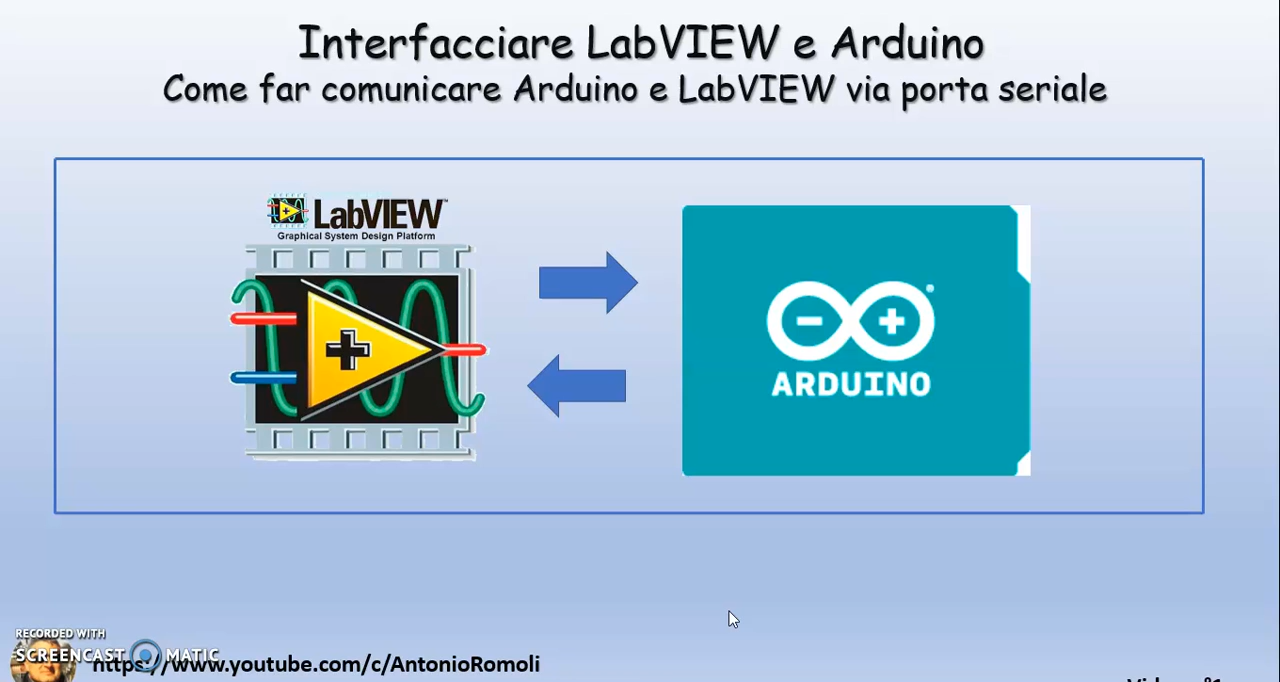 Interfacciare LabVIEW e Arduino
Come far comunicare Arduino e LabVIEW via porta seriale
LabVIEW™
Graphical System Design Platform
ARDUINO
RECORDED WITH
SCREENCAST MATIC
https://www.youtube.com/c/AntonioRomoli